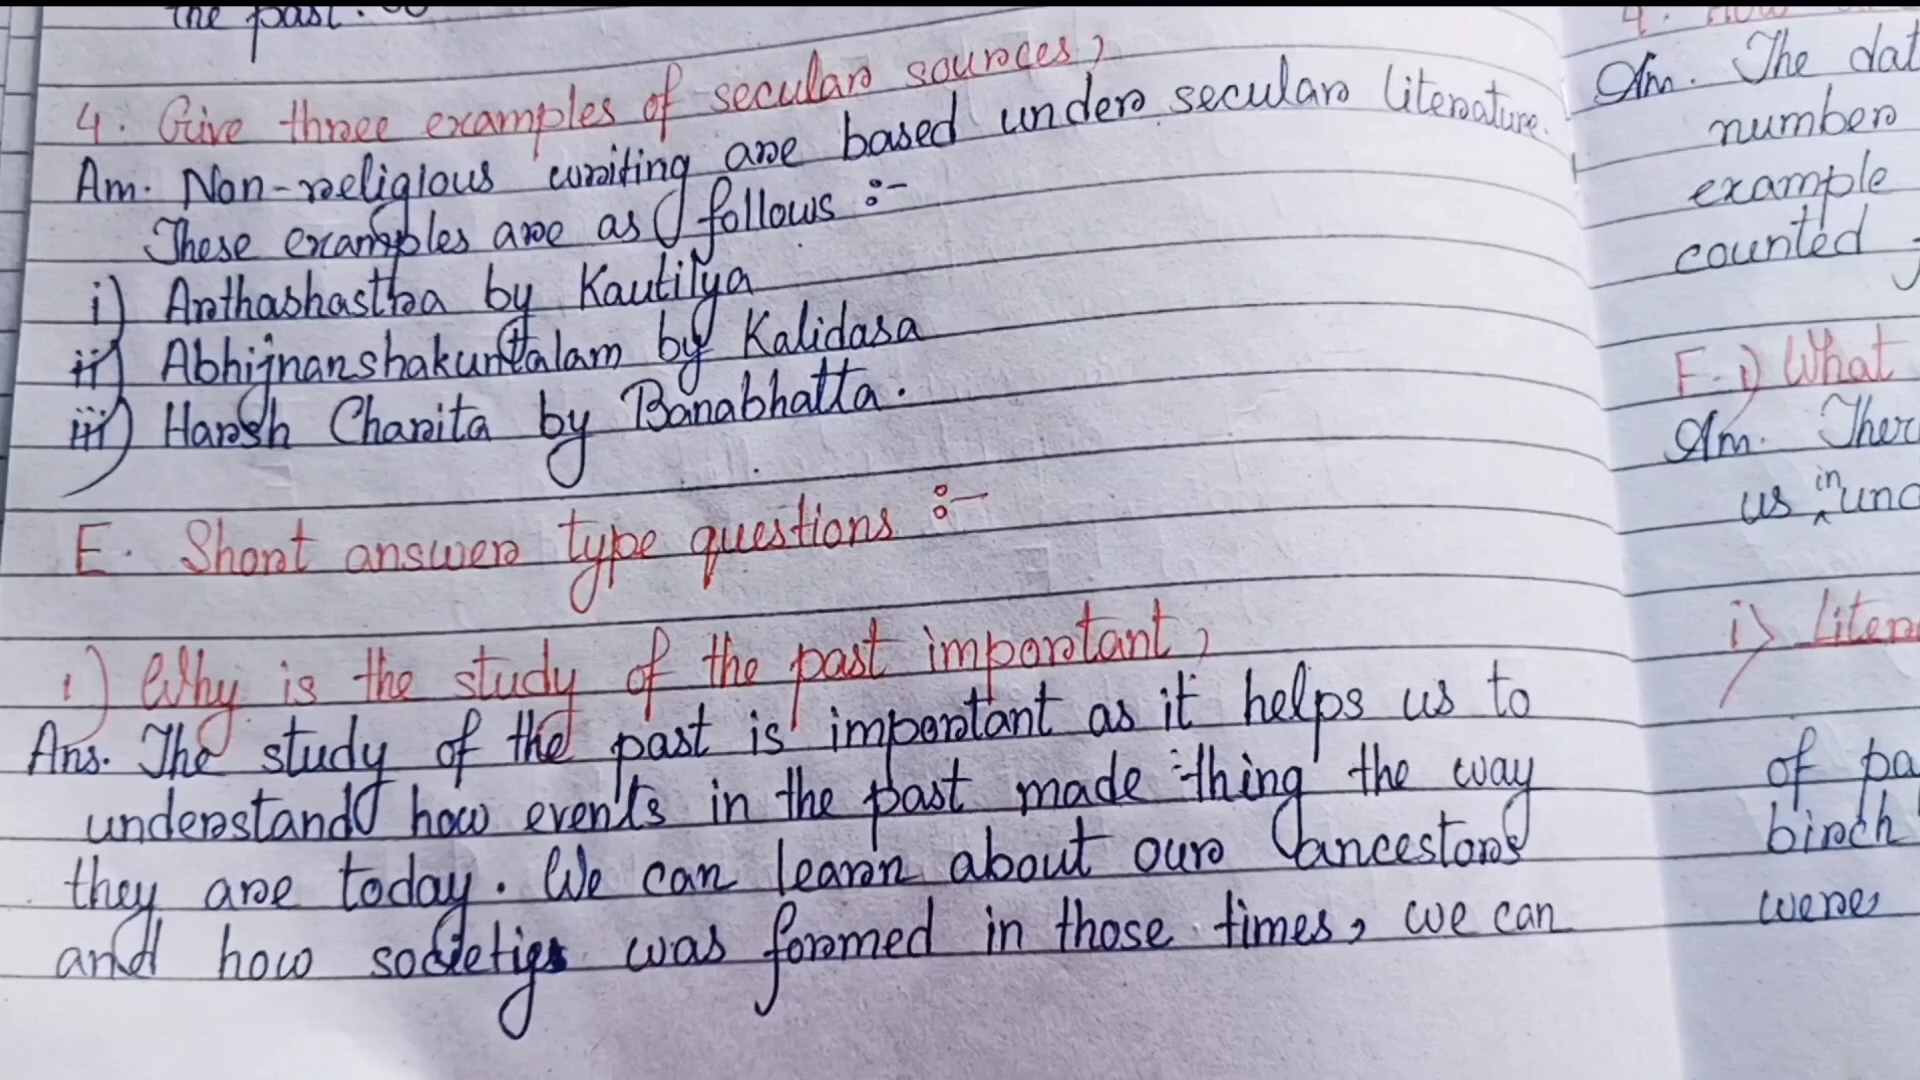 the past.
4. Give three examples of secular sources,
Ans. Non-religious writing are based under secular literature.
These examples are as follows :-
i) Arthashastra by Kautilya
ii) Abhijnanshakuntalam by Kalidasa
iii) Harsh Charita by Banabhatta.
E. Short answer type questions :-
i) Why is the study of the past important,
Ans. The study of the past is important as it helps us to
understand how events in the past made thing the way
they are today. We can learn about our ancestors
and how societies was formed in those times, we can
4.
Ans. The dat
number
example
counted
F. i) What
Ans. Ther
us in und
i) Liter
of pa
birch
were